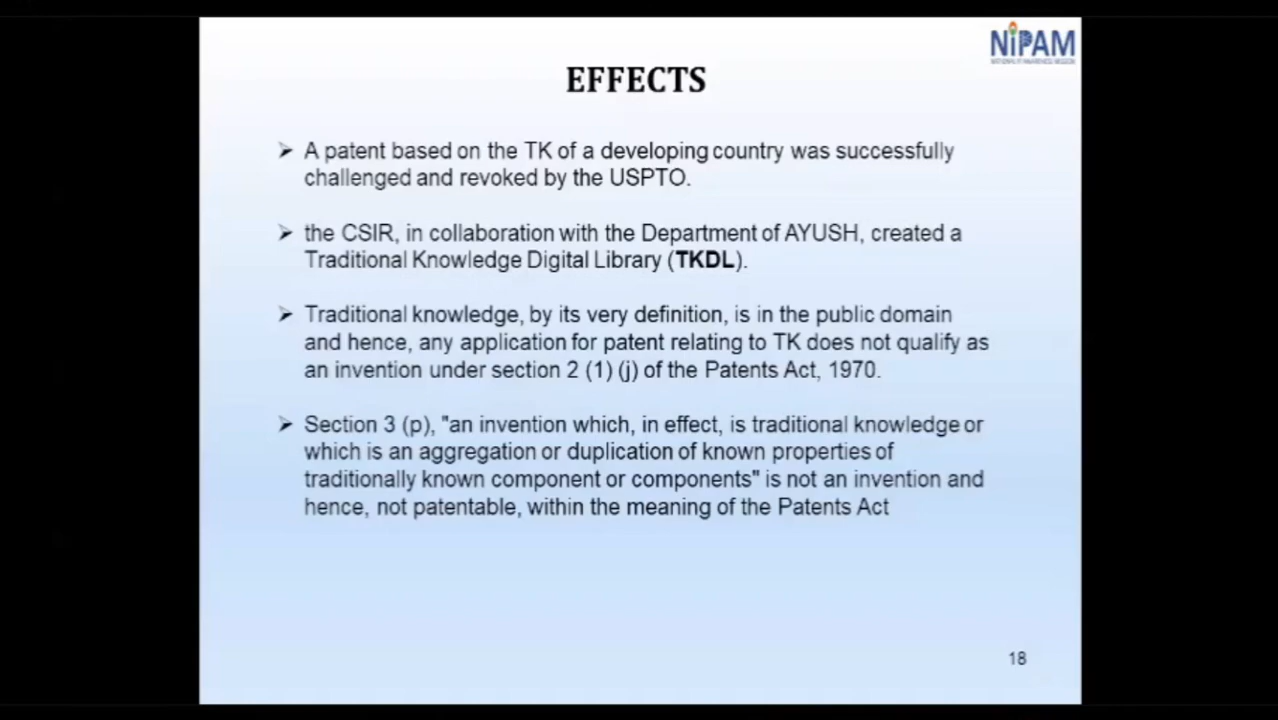 NIPAM
EFFECTS
➢ A patent based on the TK of a developing country was successfully
challenged and revoked by the USPTO.
➢ the CSIR, in collaboration with the Department of AYUSH, created a
Traditional Knowledge Digital Library (TKDL).
➢ Traditional knowledge, by its very definition, is in the public domain
and hence, any application for patent relating to TK does not qualify as
an invention under section 2 (1) (j) of the Patents Act, 1970.
➢ Section 3 (p), "an invention which, in effect, is traditional knowledge or
which is an aggregation or duplication of known properties of
traditionally known component or components" is not an invention and
hence, not patentable, within the meaning of the Patents Act
18